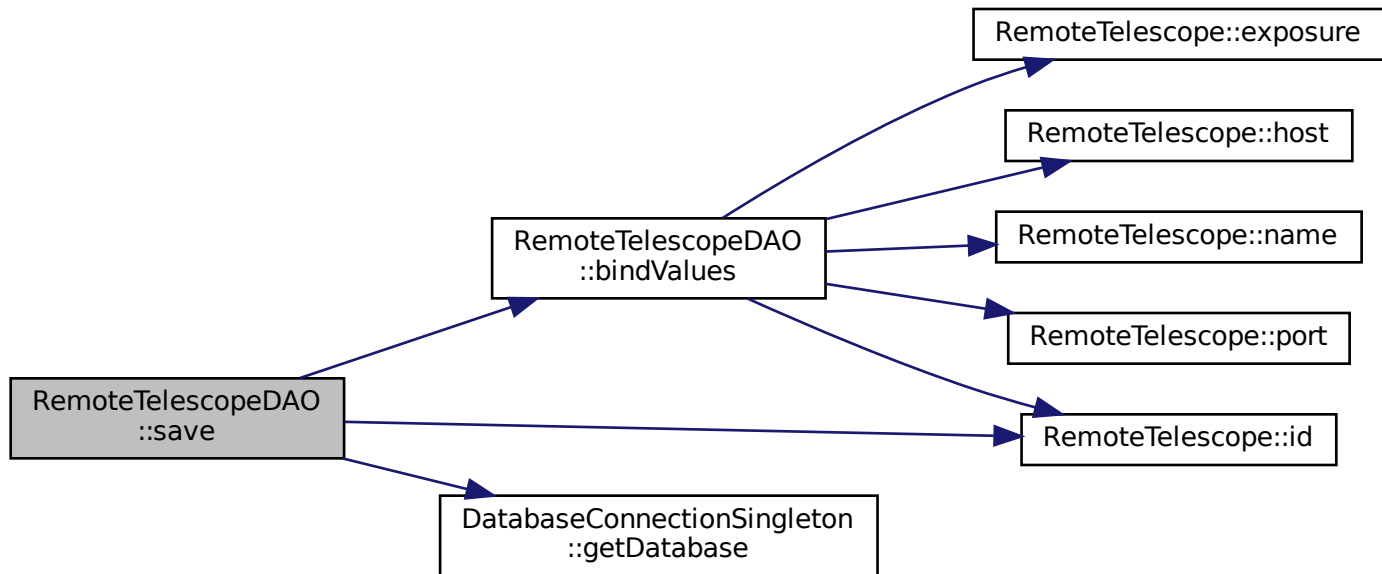 RemoteTelescope::exposure
RemoteTelescope::host
RemoteTelescope::name
RemoteTelescopeDAO
::bindValues
RemoteTelescope::port
RemoteTelescopeDAO
::save
RemoteTelescope::id
DatabaseConnectionSingleton
::getDatabase